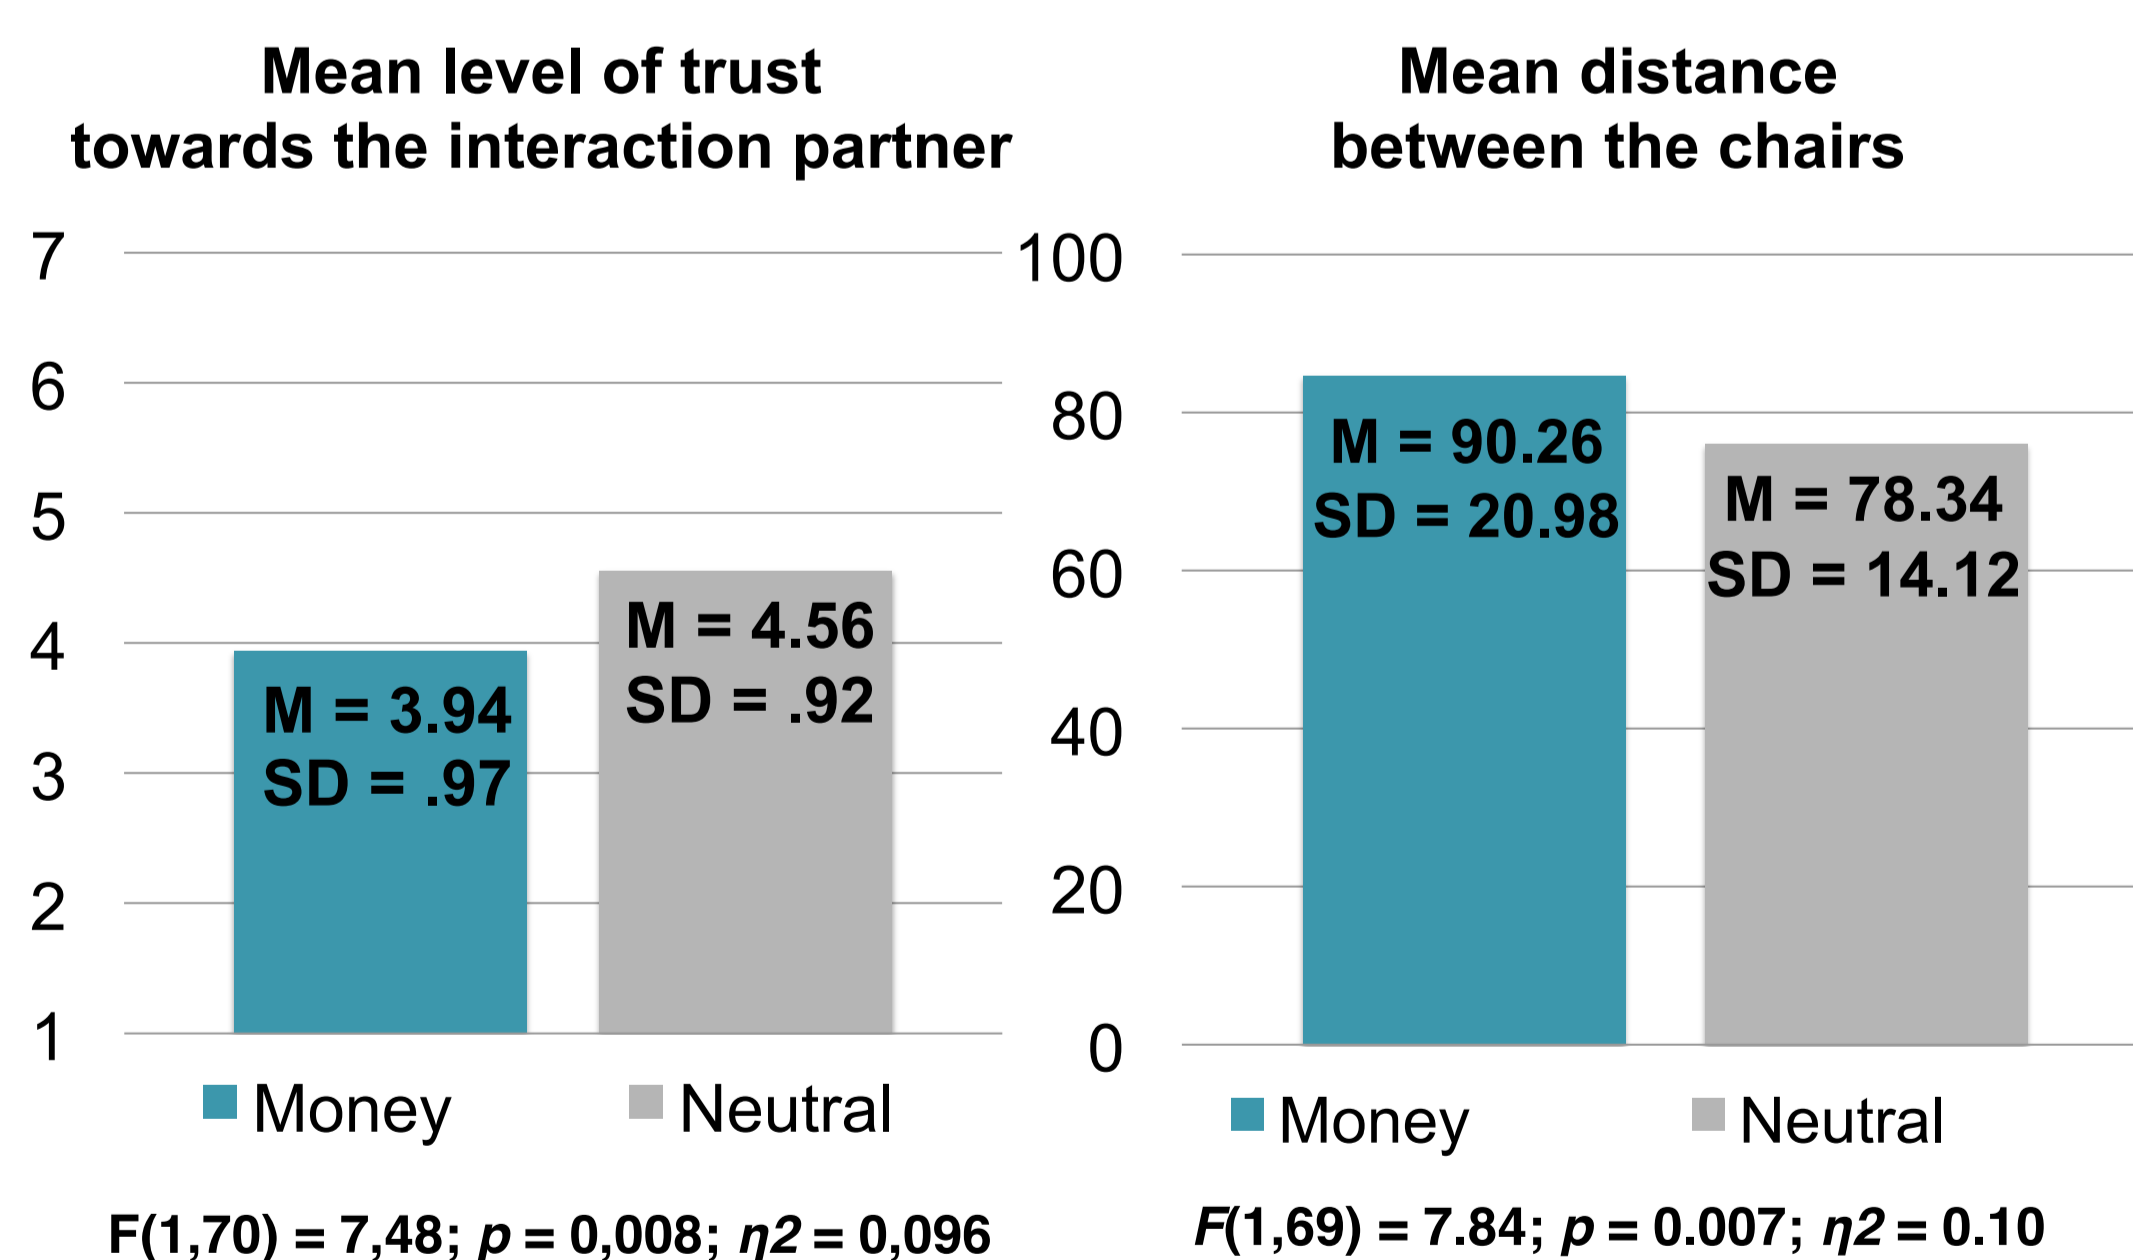 Mean level of trust
towards the interaction partner
7
6
5
4
3
2
1
M = 3.94
SD = .97
M = 4.56
SD = .92
Money
Neutral
F(1,70) = 7,48; p = 0,008; η2 = 0,096
Mean distance
between the chairs
100
80
60
40
20
0
M = 90.26
SD = 20.98
M = 78.34
SD = 14.12
Money
Neutral
F(1,69) = 7.84; p = 0.007; η2 = 0.10